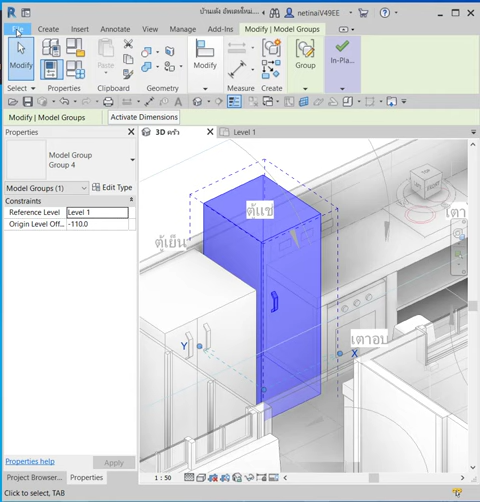 บ้านเต้ง อัพเดทใหม่...
netinaiV49EE
File Create Insert Annotate View Manage Add-Ins Modify | Model Groups
Modify
Paste
Modify
Group
In-Pla...
Select Properties Clipboard Geometry Measure Create
Modify | Model Groups
Activate Dimensions
Properties
3D ครัว
Level 1
Model Group
Group 4
Model Groups (1)
Edit Type
Constraints
Reference Level Level 1
Origin Level Off... -110.0
ตู้แช่
ตู้เย็น
เตา
เตาอบ
Y
X
Properties help
Apply
Project Browser... Properties
1 : 50
Click to select, TAB